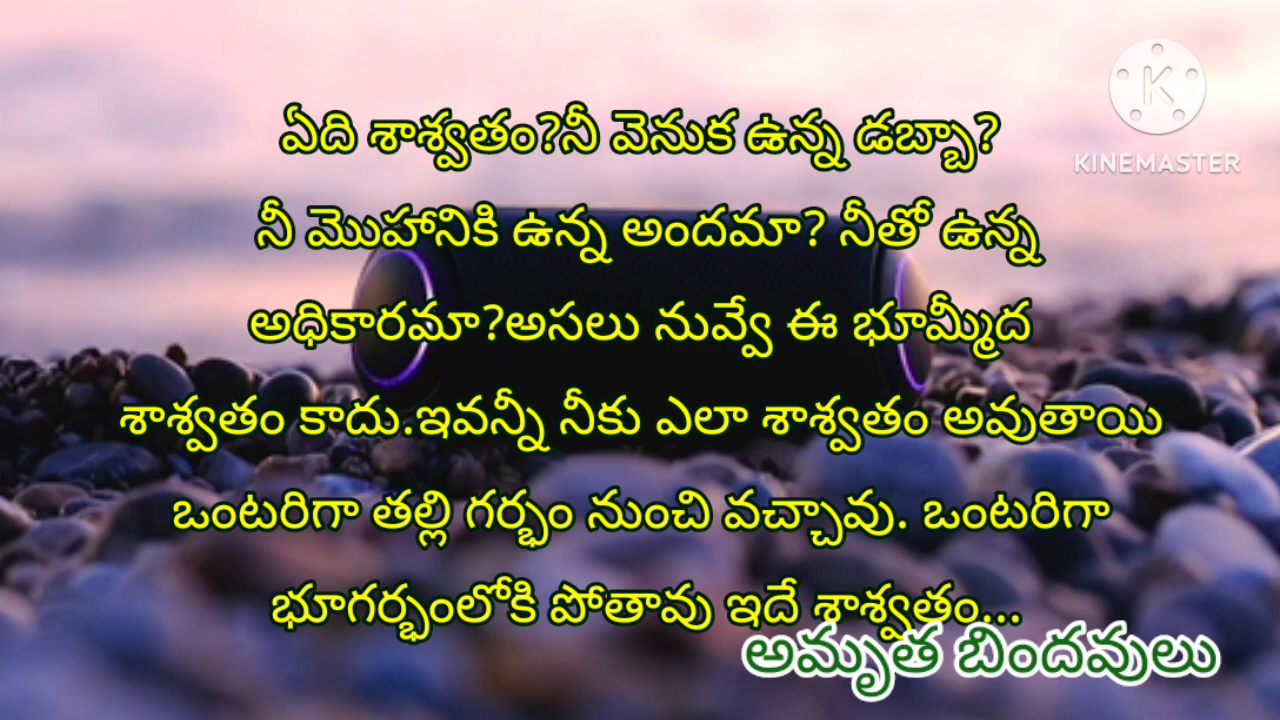 ఏది శాశ్వతం?నీ వెనుక ఉన్న డబ్బా?
నీ మొహానికి ఉన్న అందమా? నీతో ఉన్న
అధికారమా?అసలు నువ్వే ఈ భూమ్మీద
శాశ్వతం కాదు.ఇవన్నీ నీకు ఎలా శాశ్వతం అవుతాయి
ఒంటరిగా తల్లి గర్భం నుంచి వచ్చావు. ఒంటరిగా
భూగర్భంలోకి పోతావు ఇదే శాశ్వతం...
అమృత బిందవులు
K
KINEMASTER